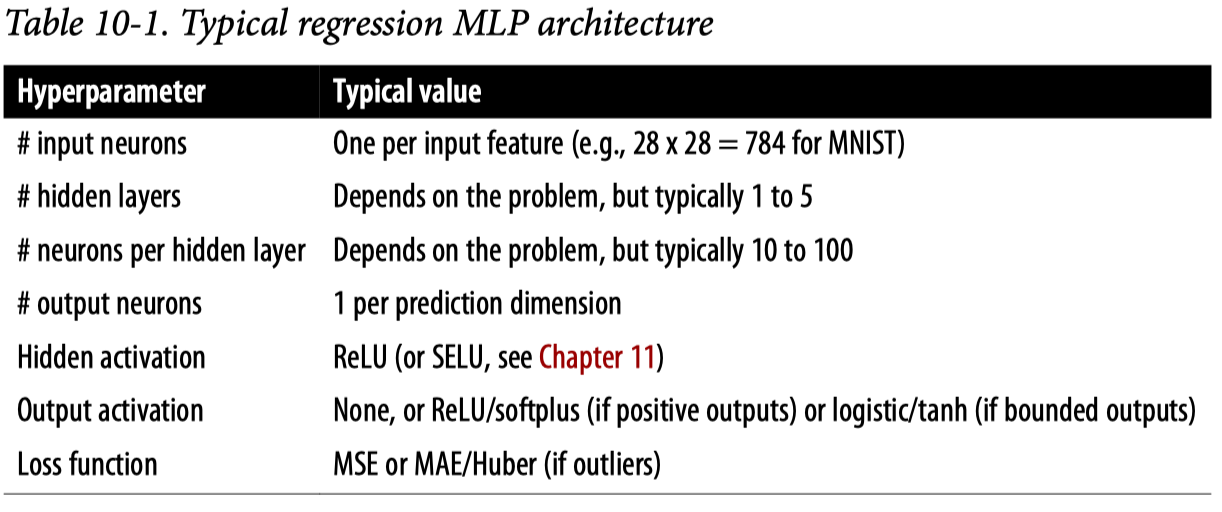 Table 10-1. Typical regression MLP architecture
Hyperparameter Typical value
# input neurons One per input feature (e.g., 28 x 28 = 784 for MNIST)
# hidden layers Depends on the problem, but typically 1 to 5
# neurons per hidden layer Depends on the problem, but typically 10 to 100
# output neurons 1 per prediction dimension
Hidden activation ReLU (or SELU, see Chapter 11)
Output activation None, or ReLU/softplus (if positive outputs) or logistic/tanh (if bounded outputs)
Loss function MSE or MAE/Huber (if outliers)